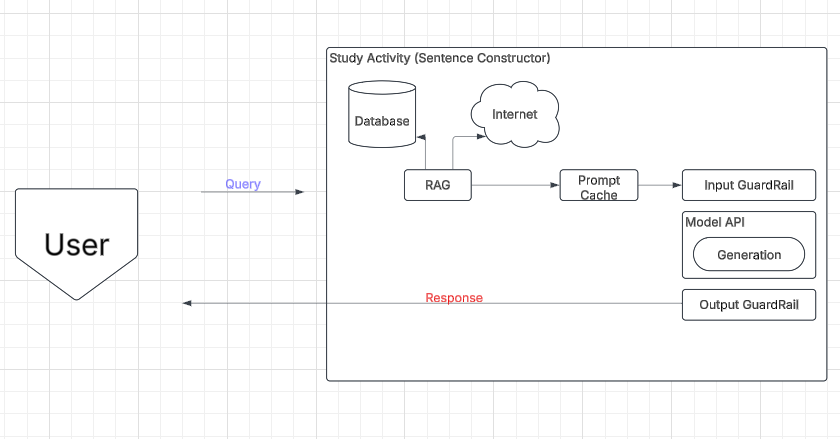 Study Activity (Sentence Constructor)
Database
Internet
Query
RAG
Prompt
Cache
Input GuardRail
Model API
User
Generation
Response
Output GuardRail